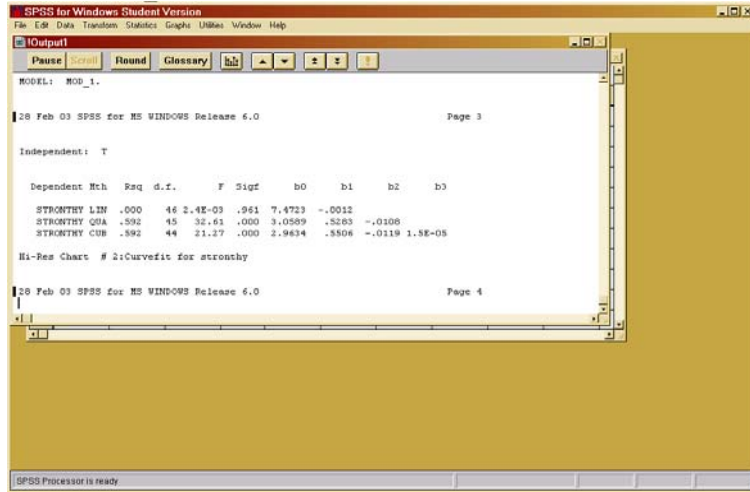 SPSS for Windows Student Version
File Edit Data Transform Statistics Graphs Utilities Window Help
!Output1
Pause Scroll Round Glossary
MODEL: MOD_1.
28 Feb 03 SPSS for MS WINDOWS Release 6.0 Page 3
Independent: T
Dependent Mth Rsq d.f. F Sigf b0 b1 b2 b3
STRONTHY LIN .000 46 2.4E-03 .961 7.4723 -.0012
STRONTHY QUA .592 45 32.61 .000 3.0589 .5283 -.0108
STRONTHY CUB .592 44 21.27 .000 2.9634 .5506 -.0119 1.5E-05
Hi-Res Chart # 2:Curvefit for stronthy
28 Feb 03 SPSS for MS WINDOWS Release 6.0 Page 4
SPSS Processor is ready